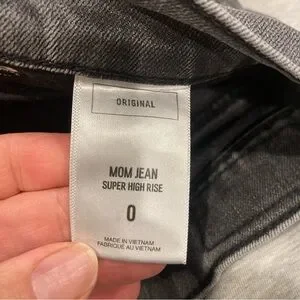 ORIGINAL
MOM JEAN
SUPER HIGH RISE
0
MADE IN VIETNAM
FABRIQUÉ AU VIETNAM